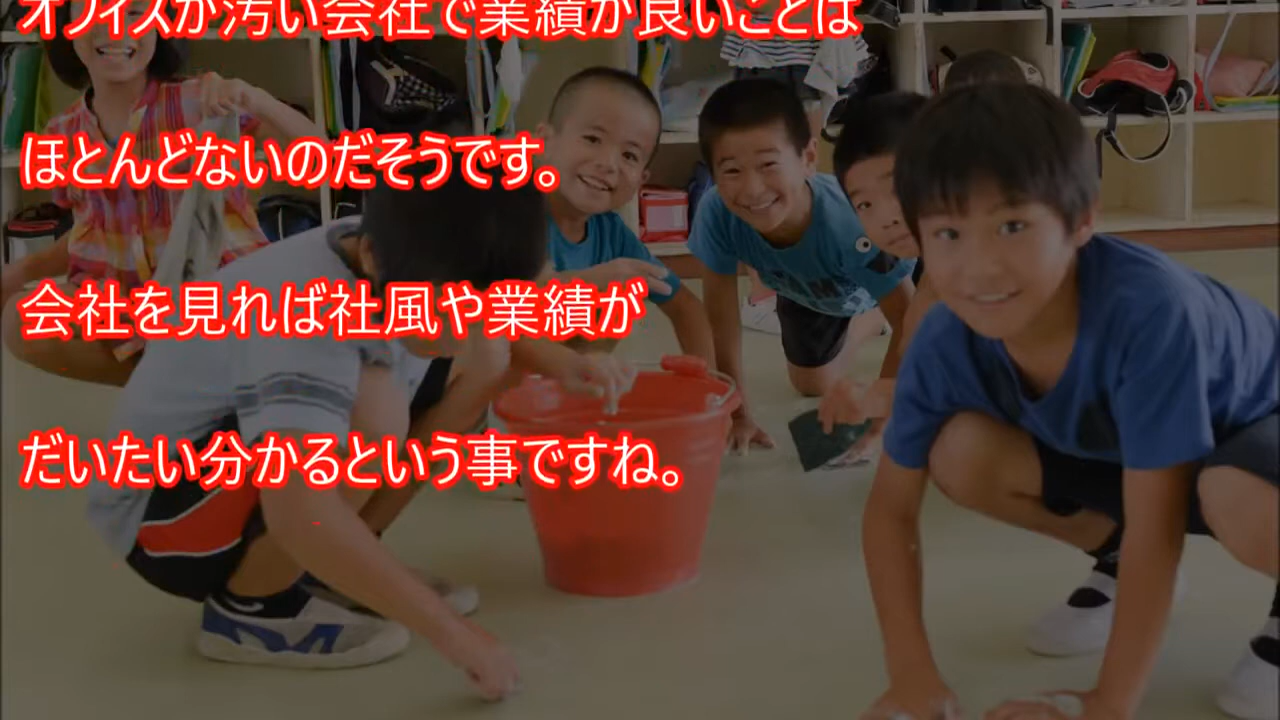 オフィスが汚い会社で業績が良いことは
ほとんどないのだそうです。
会社を見れば社風や業績が
だいたい分かるという事ですね。